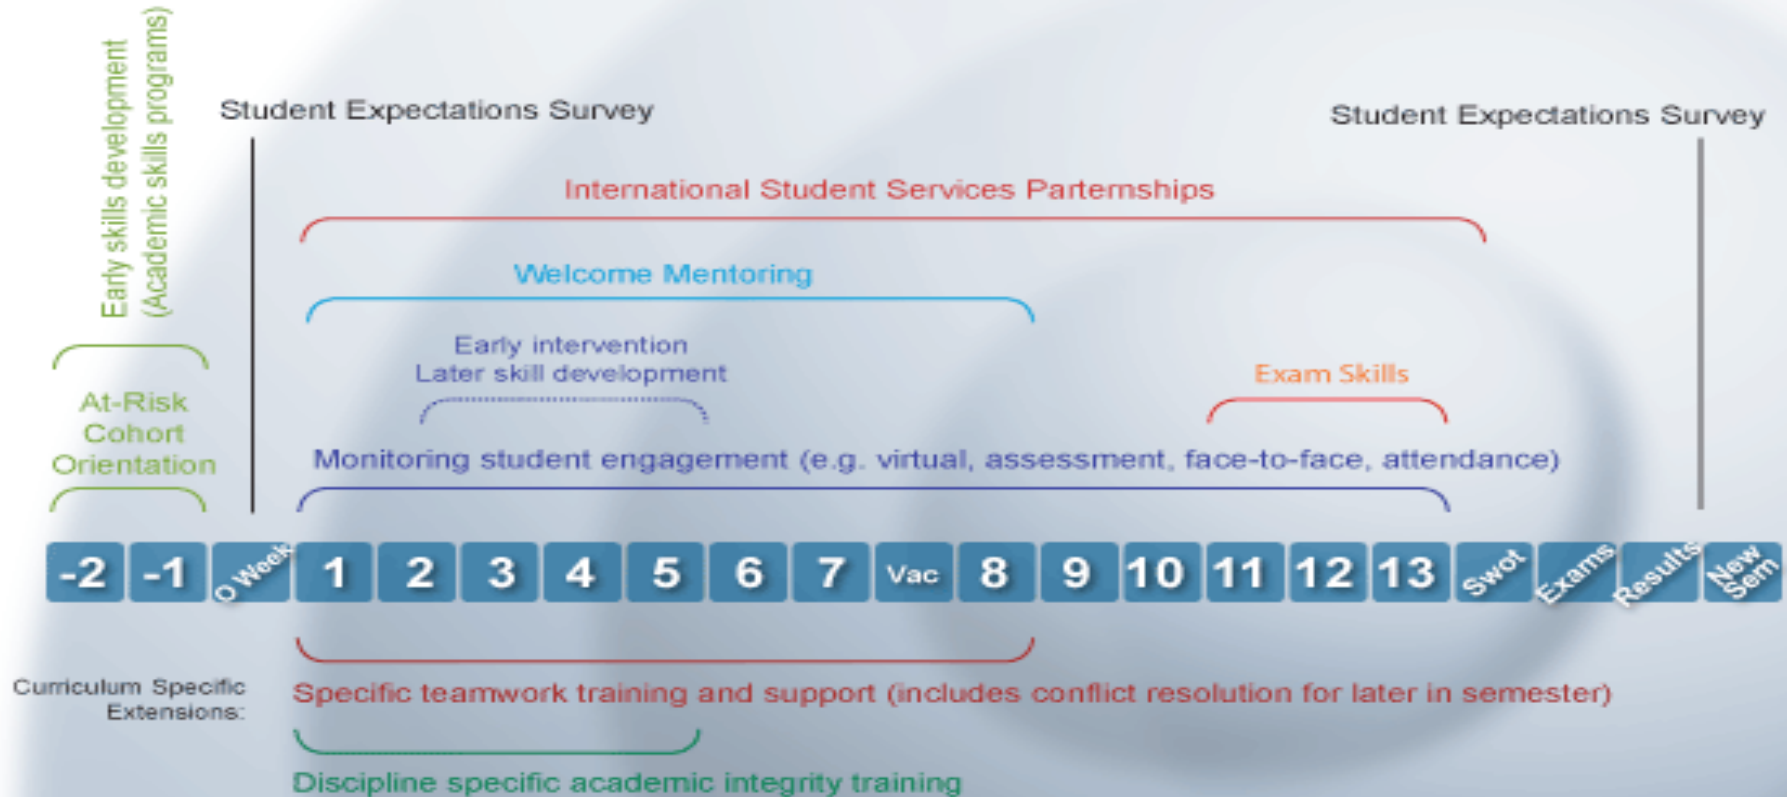 Early skills development
(Academic skills programs)
Student Expectations Survey
Student Expectations Survey
International Student Services Parternships
Welcome Mentoring
Early intervention
Later skill development
Exam Skills
At-Risk
Cohort
Orientation
Monitoring student engagement (e.g. virtual, assessment, face-to-face, attendance)
-2 -1 O Week 1 2 3 4 5 6 7 Vac 8 9 10 11 12 13 Swot Exams Results New Sem
Curriculum Specific
Extensions:
Specific teamwork training and support (includes conflict resolution for later in semester)
Discipline specific academic integrity training